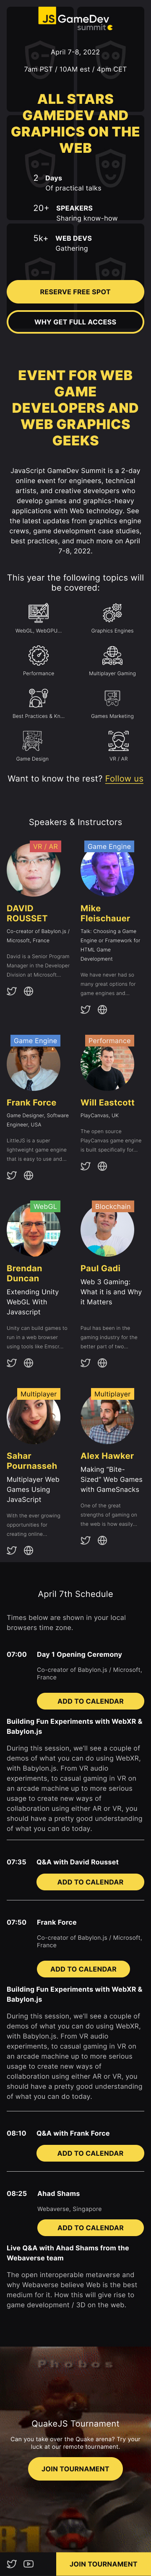 JS GameDev
summit
April 7-8, 2022
7am PST / 10AM est / 4pm CET
ALL STARS
GAMEDEV AND
GRAPHICS ON THE
WEB
2 Days
Of practical talks
20+ SPEAKERS
Sharing know-how
5k+ WEB DEVS
Gathering
RESERVE FREE SPOT
WHY GET FULL ACCESS
EVENT FOR WEB
GAME
DEVELOPERS AND
WEB GRAPHICS
GEEKS
JavaScript GameDev Summit is a 2-day
online event for engineers, technical
artists, and creative developers who
develop games and graphics-heavy
applications with Web technology. See
the latest updates from graphics engine
crews, game development case studies,
best practices, and much more on April
7-8, 2022.
This year the following topics will
be covered:
WebGL, WebGPU...
Graphics Engines
Performance
Multiplayer Gaming
Best Practices & Kn...
Games Marketing
Game Design
VR / AR
Want to know the rest? Follow us
Speakers & Instructors
VR / AR
DAVID
ROUSSET
Co-creator of Babylon.js /
Microsoft, France
David is a Senior Program
Manager in the Developer
Division at Microsoft...
Game Engine
Mike
Fleischauer
Talk: Choosing a Game
Engine or Framework for
HTML Game
Development
We have never had so
many great options for
game engines and...
Game Engine
Frank Force
Game Designer, Software
Engineer, USA
LittleJS is a super
lightweight game engine
that is easy to use and...
Performance
Will Eastcott
PlayCanvas, UK
The open source
PlayCanvas game engine
is built specifically for...
WebGL
Brendan
Duncan
Extending Unity
WebGL With
Javascript
Unity can build games to
run in a web browser
using tools like Emscr...
Blockchain
Paul Gadi
Web 3 Gaming:
What it is and Why
it Matters
Paul has been in the
gaming industry for the
better part of two...
Multiplayer
Sahar
Pournasseh
Multiplayer Web
Games Using
JavaScript
With the ever growing
opportunities for
creating online...
Multiplayer
Alex Hawker
Making “Bite-
Sized” Web Games
with GameSnacks
One of the great
strengths of gaming on
the web is how easily...
April 7th Schedule
Times below are shown in your local
browsers time zone.
07:00 Day 1 Opening Ceremony
Co-creator of Babylon.js / Microsoft,
France
ADD TO CALENDAR
Building Fun Experiments with WebXR &
Babylon.js
During this session, we’ll see a couple of
demos of what you can do using WebXR,
with Babylon.js. From VR audio
experiments, to casual gaming in VR on
an arcade machine up to more serious
usage to create new ways of
collaboration using either AR or VR, you
should have a pretty good understanding
of what you can do today.
07:35 Q&A with David Rousset
ADD TO CALENDAR
07:50 Frank Force
Co-creator of Babylon.js / Microsoft,
France
ADD TO CALENDAR
Building Fun Experiments with WebXR &
Babylon.js
During this session, we’ll see a couple of
demos of what you can do using WebXR,
with Babylon.js. From VR audio
experiments, to casual gaming in VR on
an arcade machine up to more serious
usage to create new ways of
collaboration using either AR or VR, you
should have a pretty good understanding
of what you can do today.
08:10 Q&A with Frank Force
ADD TO CALENDAR
08:25 Ahad Shams
Webaverse, Singapore
ADD TO CALENDAR
Live Q&A with Ahad Shams from the
Webaverse team
The open interoperable metaverse and
why Webaverse believe Web is the best
medium for it. How this will give rise to
game development / 3D on the web.
Phobos
QuakeJS Tournament
Can you take over the Quake arena? Try your
luck at our remote tournament.
JOIN TOURNAMENT
JOIN TOURNAMENT